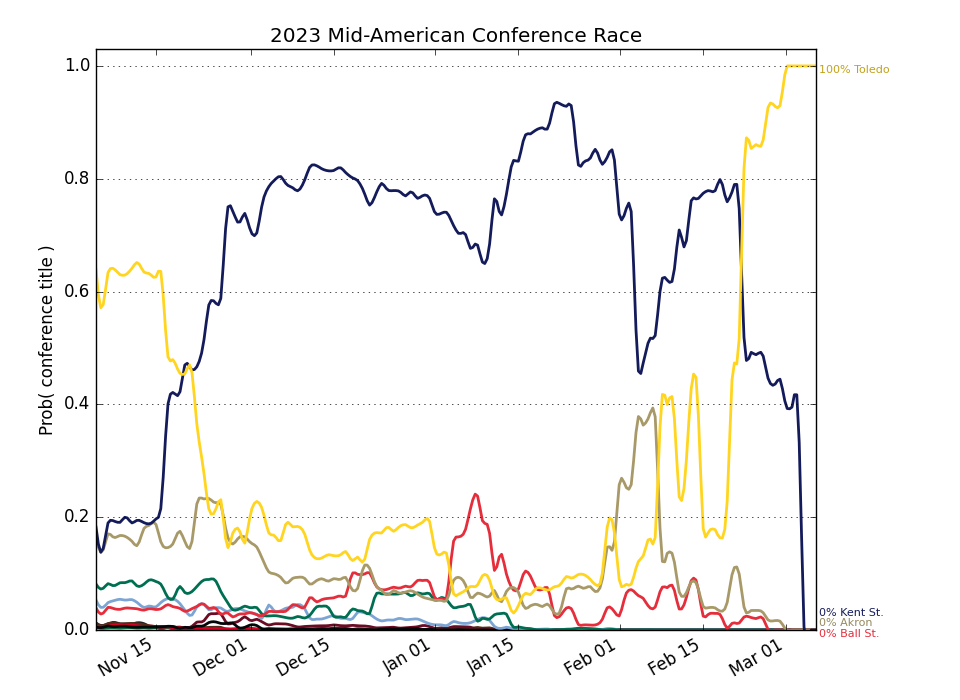 2023 Mid-American Conference Race
Prob( conference title )
1.0
0.8
0.6
0.4
0.2
0.0
Nov 15
Dec 01
Dec 15
Jan 01
Jan 15
Feb 01
Feb 15
Mar 01
100% Toledo
0% Kent St.
0% Akron
0% Ball St.